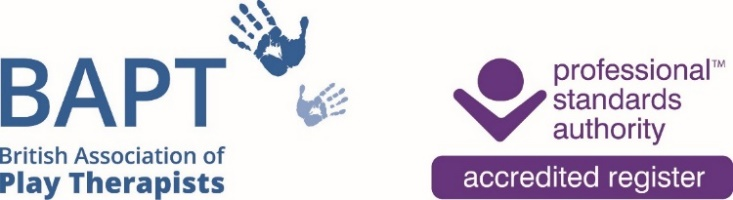 BAPT
British Association of
Play Therapists
professional™
standards
authority
accredited register